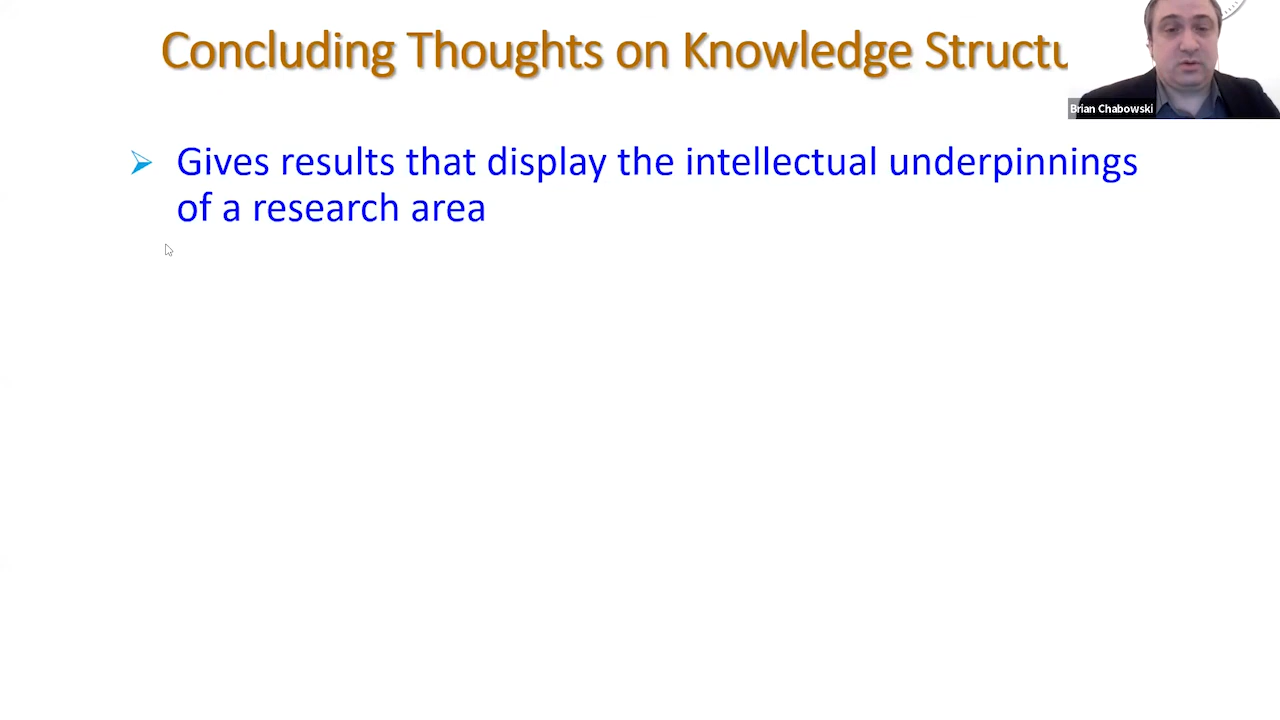 Concluding Thoughts on Knowledge Structu
Brian Chabowski
Gives results that display the intellectual underpinnings
of a research area